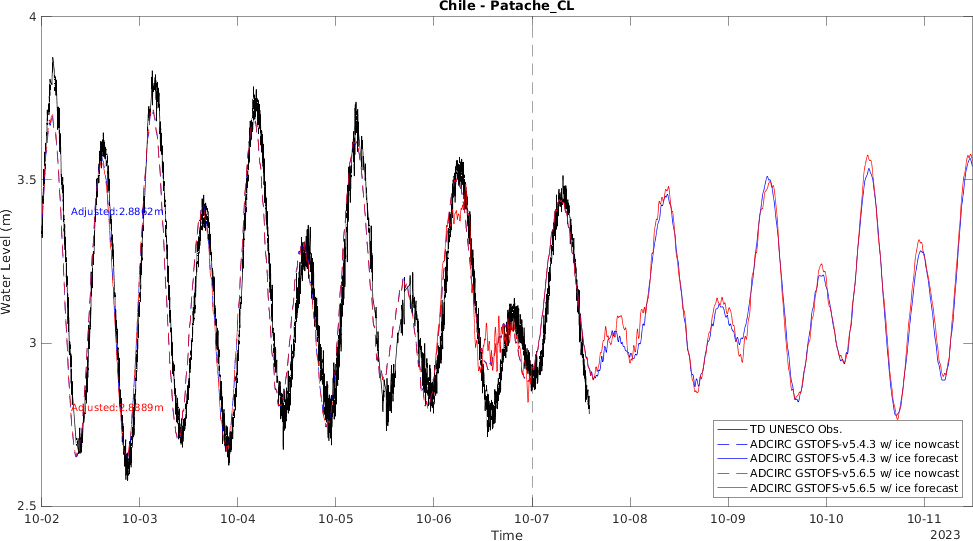 Chile - Patache_CL
4
3.5
3
2.5
Water Level (m)
Adjusted:2.8862m
Adjusted:2.8889m
TD UNESCO Obs.
ADCIRC GSTOFS-v5.4.3 w/ ice nowcast
ADCIRC GSTOFS-v5.4.3 w/ ice forecast
ADCIRC GSTOFS-v5.6.5 w/ ice nowcast
ADCIRC GSTOFS-v5.6.5 w/ ice forecast
10-02 10-03 10-04 10-05 10-06 10-07 10-08 10-09 10-10 10-11
Time
2023